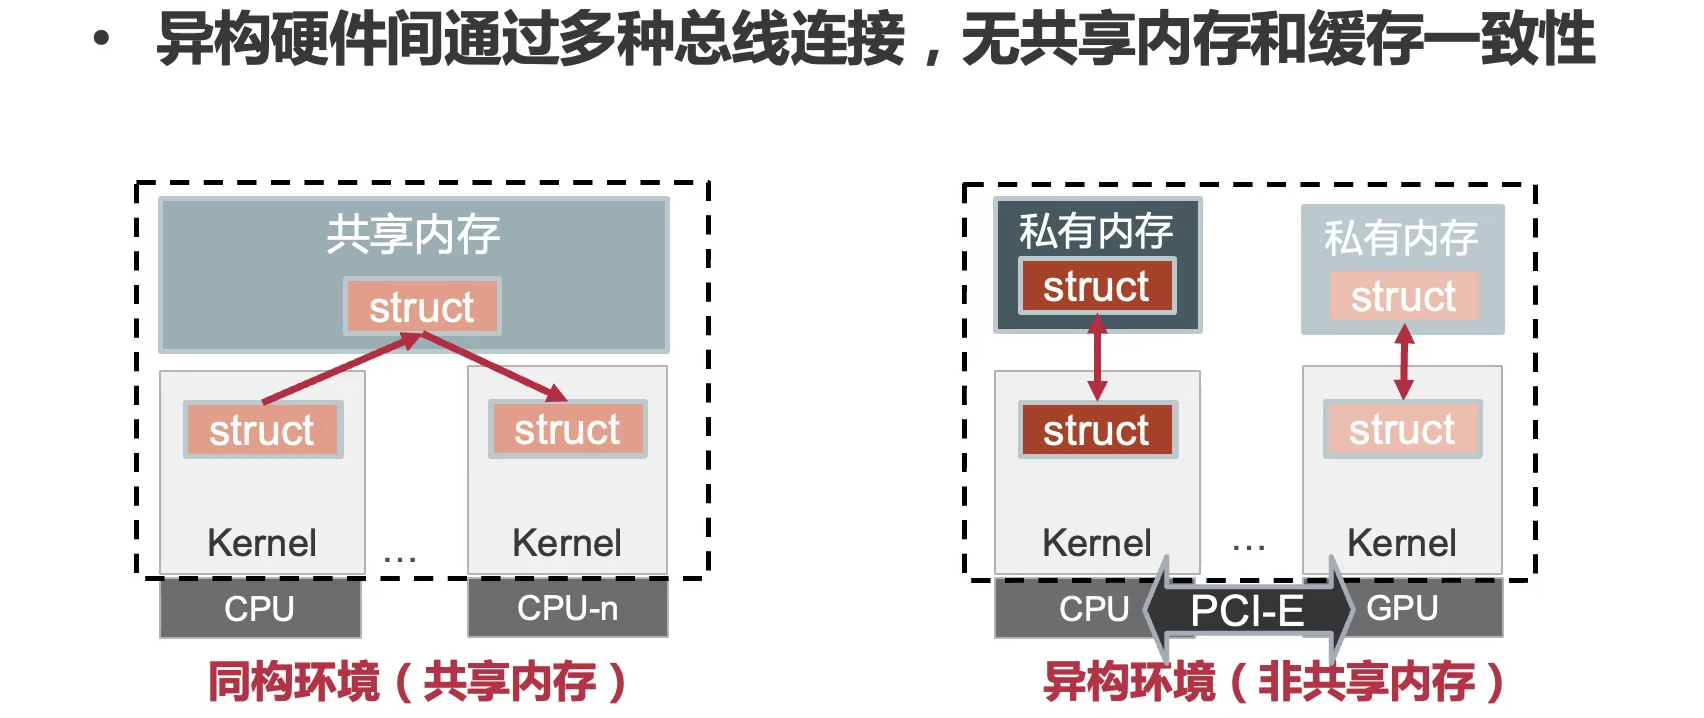 • 异构硬件间通过多种总线连接，无共享内存和缓存一致性
共享内存
struct
struct
struct
Kernel
...
Kernel
CPU
CPU-n
同构环境（共享内存）
私有内存
struct
私有内存
struct
struct
struct
Kernel
...
Kernel
CPU
PCI-E
GPU
异构环境（非共享内存）